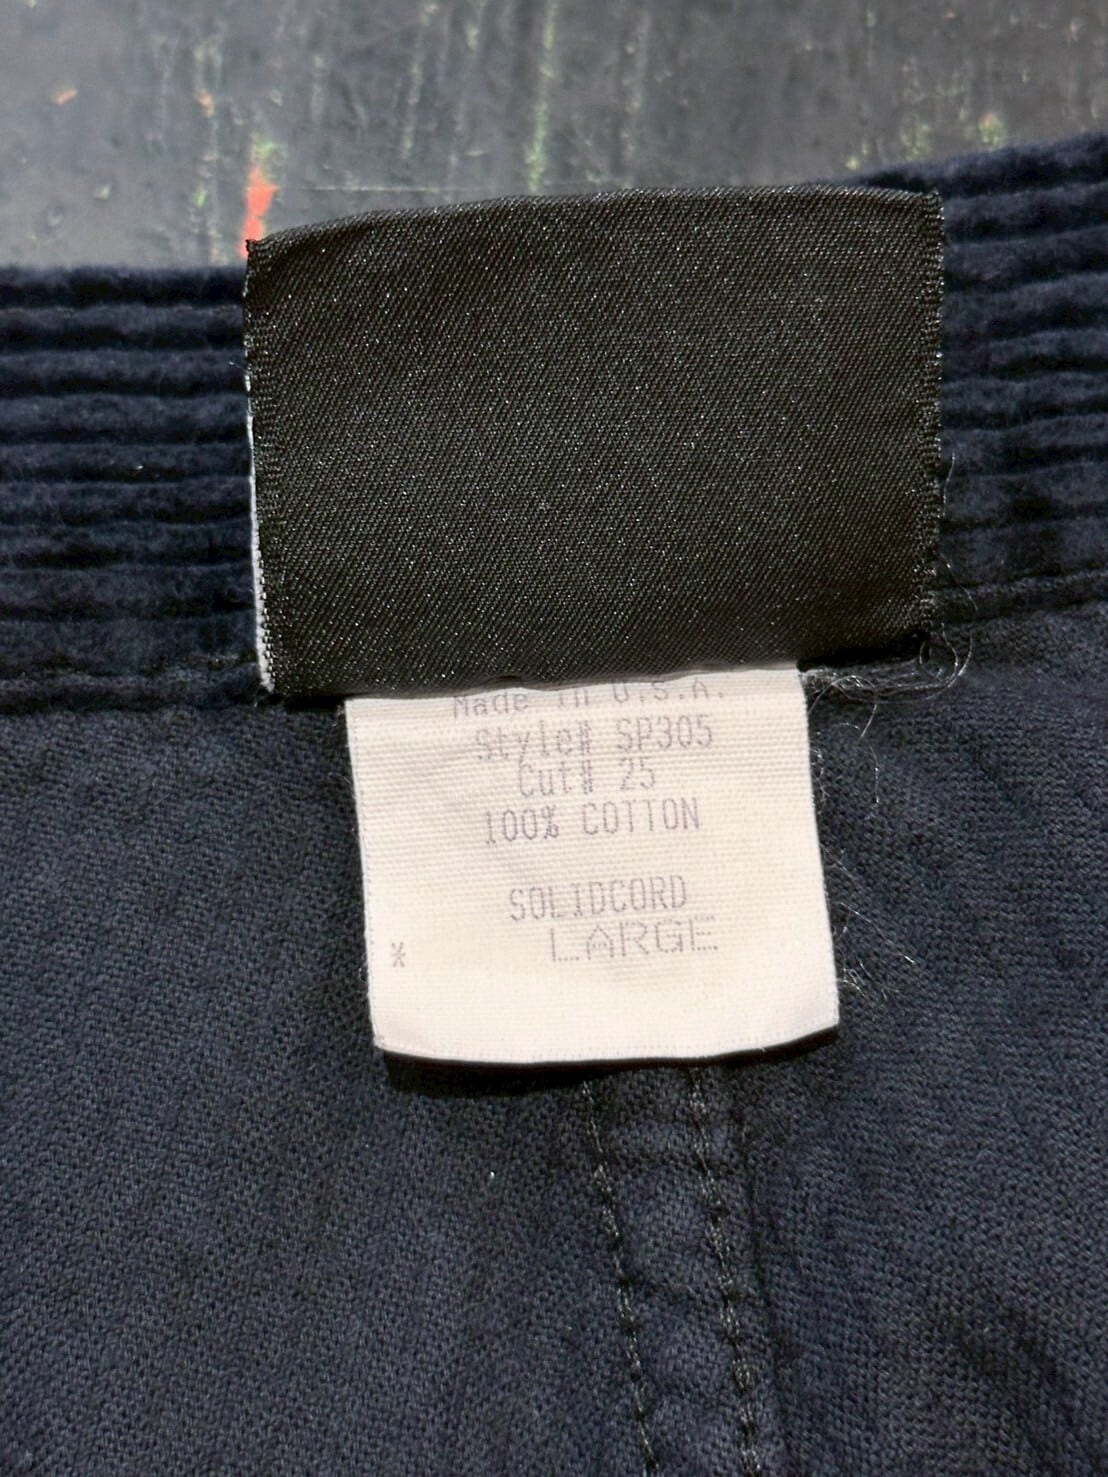 Made in U.S.A.
Style# SP305
Cut# 25
100% COTTON
SOLIDCORD
LARGE
*